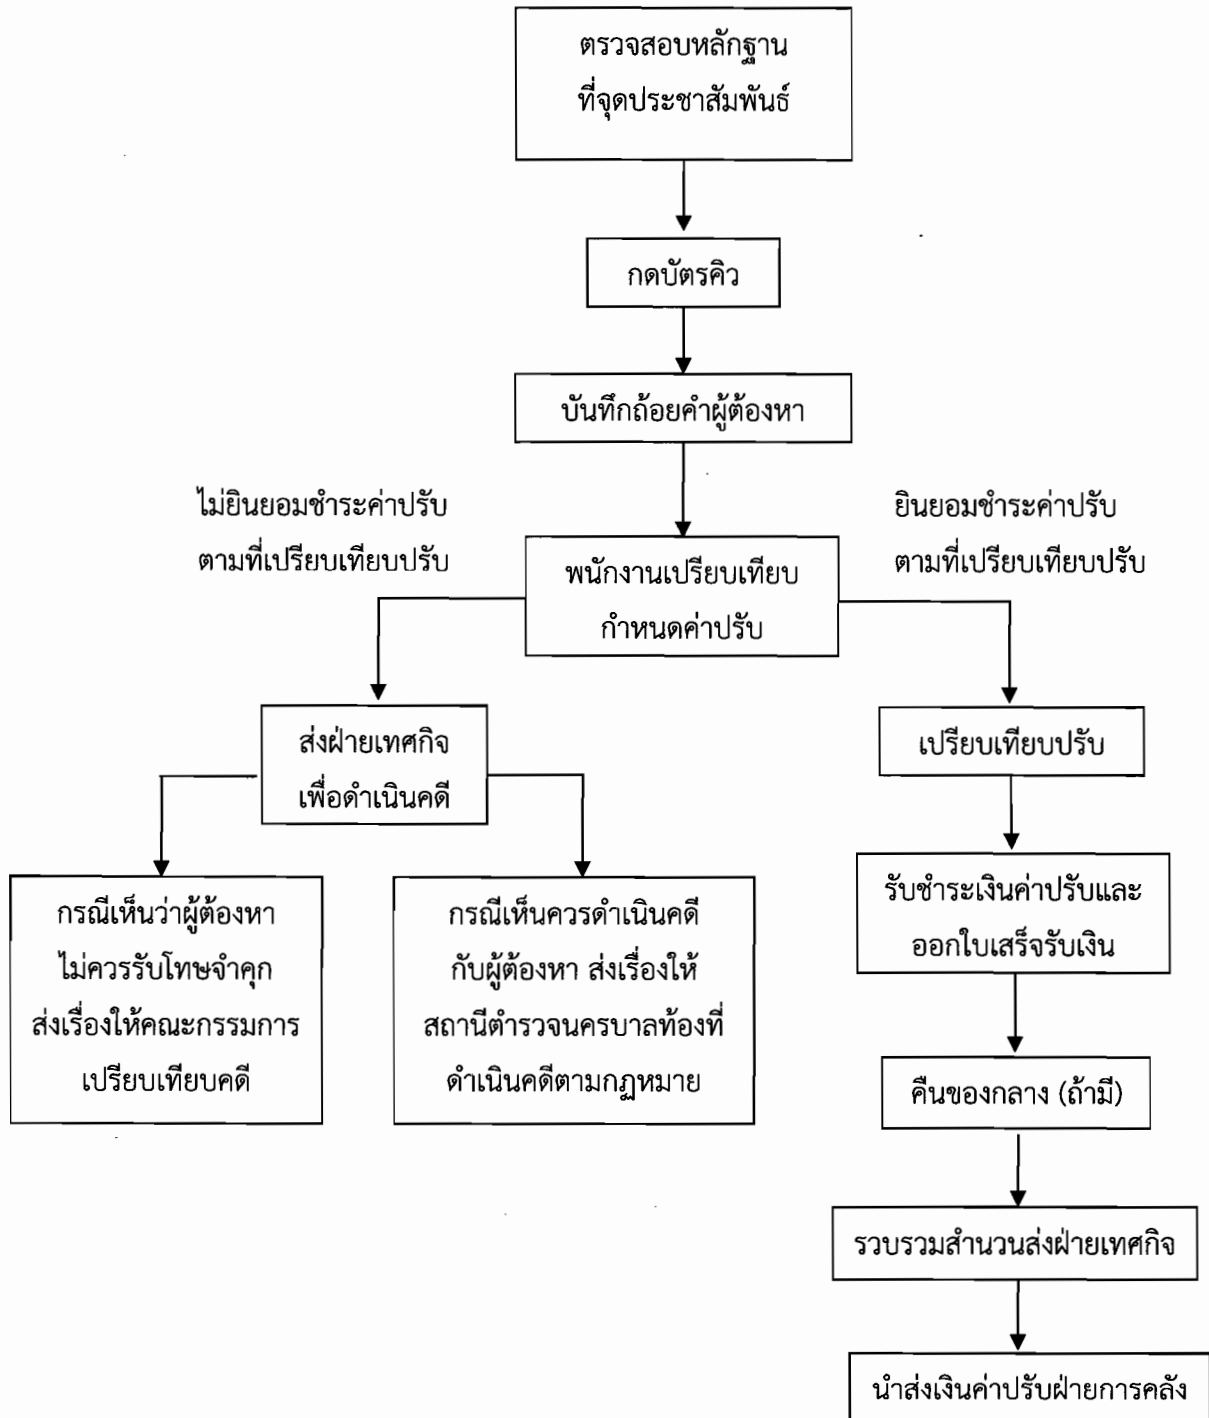 ตรวจสอบหลักฐาน
ที่จุดประชาสัมพันธ์
กดบัตรคิว
บันทึกถ้อยคำผู้ต้องหา
ไม่ยินยอมชำระค่าปรับ
ตามที่เปรียบเทียบปรับ
ยินยอมชำระค่าปรับ
ตามที่เปรียบเทียบปรับ
พนักงานเปรียบเทียบ
กำหนดค่าปรับ
ส่งฝ่ายเทศกิจ
เพื่อดำเนินคดี
เปรียบเทียบปรับ
กรณีเห็นว่าผู้ต้องหา
ไม่ควรรับโทษจำคุก
ส่งเรื่องให้คณะกรรมการ
เปรียบเทียบคดี
กรณีเห็นควรดำเนินคดี
กับผู้ต้องหา ส่งเรื่องให้
สถานีตำรวจนครบาลท้องที่
ดำเนินคดีตามกฎหมาย
รับชำระเงินค่าปรับและ
ออกใบเสร็จรับเงิน
คืนของกลาง (ถ้ามี)
รวบรวมสำนวนส่งฝ่ายเทศกิจ
นำส่งเงินค่าปรับฝ่ายการคลัง